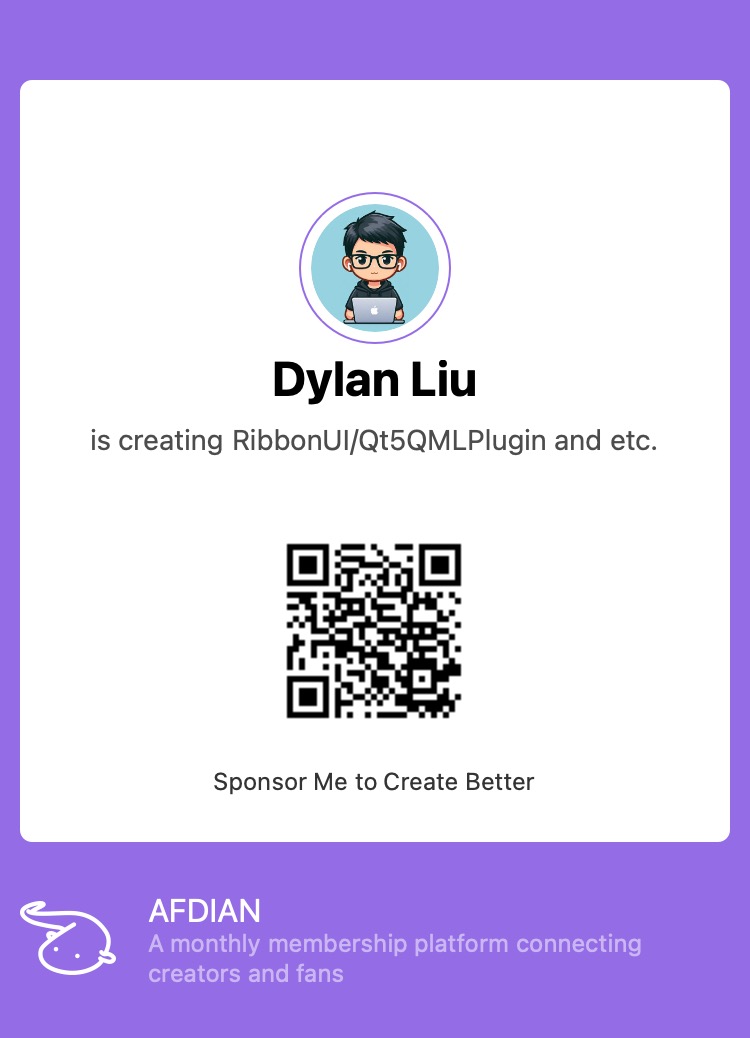 Dylan Liu
is creating RibbonUI/Qt5QMLPlugin and etc.
Sponsor Me to Create Better
AFDIAN
A monthly membership platform connecting
creators and fans